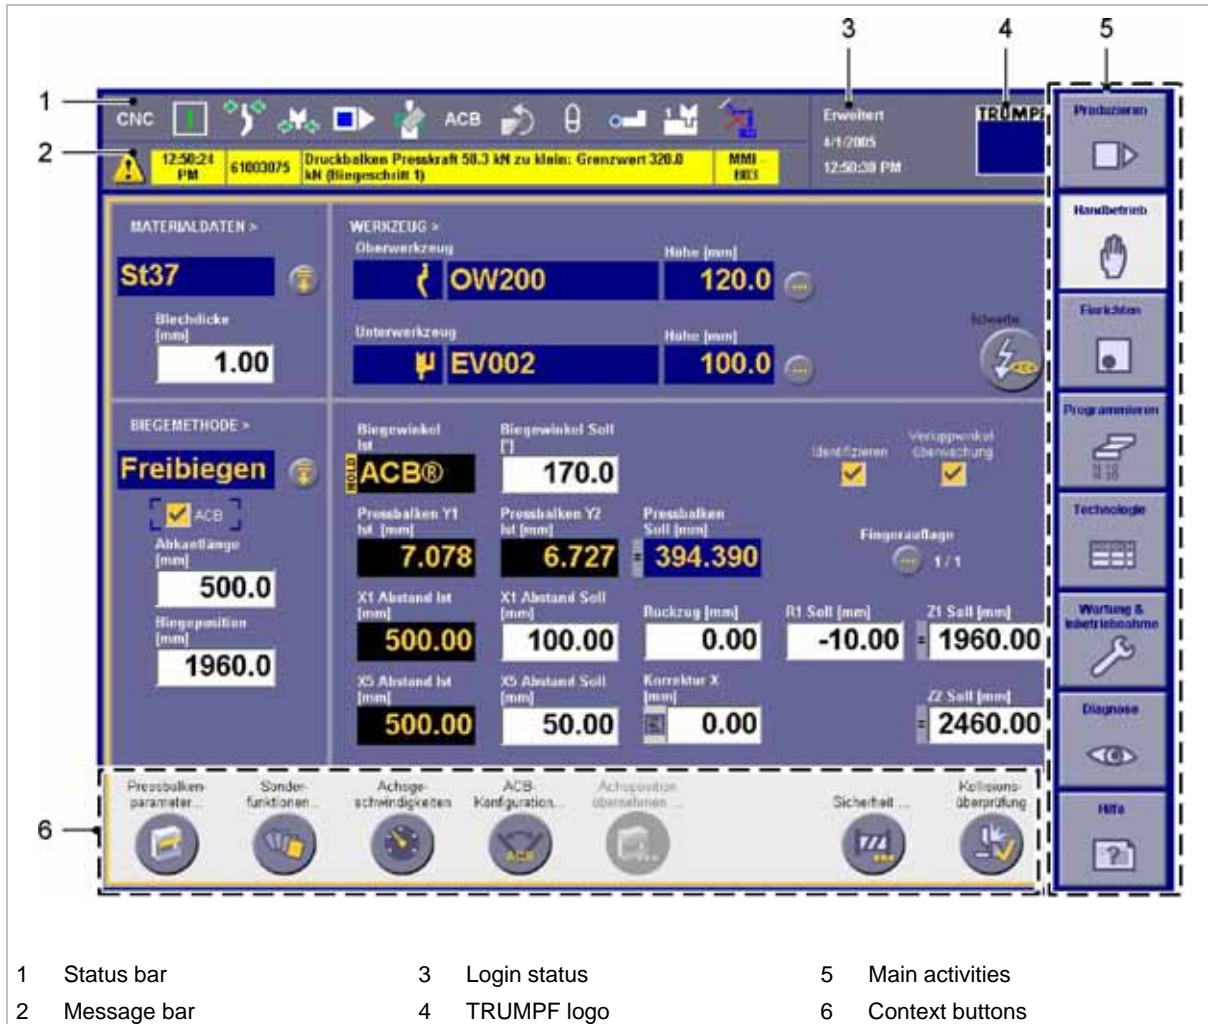 3 4 5
1
CNC ACB
Erweitert
4/1/2005
12:50:30 PM
TRUMPF
2
12:50:24 PM
61003075
Druckbalken Presskraft 50.3 kN zu klein: Grenzwert 320.0
kN (Biegeschritt 1)
MMI
MATERIALDATEN >
St37
Blechdicke
[mm]
1.00
WERKZEUG >
Oberwerkzeug
Höhe [mm]
OW200
120.0
Unterwerkzeug
Höhe [mm]
EV002
100.0
Istwerte
BIEGEMETHODE >
Freibiegen
ACB
Abkantlänge
[mm]
500.0
Biegeposition
[mm]
1960.0
Biegewinkel
Ist
HOLD
ACB®
Biegewinkel Soll
[°]
170.0
Identifizieren
überwachung
Pressbalken Y1
Ist [mm]
7.078
Pressbalken Y2
Ist [mm]
6.727
Pressbalken
Soll [mm]
=
394.390
Fingerauflage
1 / 1
X1 Abstand Ist
[mm]
500.00
X1 Abstand Soll
[mm]
100.00
Rückzug [mm]
0.00
R1 Soll [mm]
-10.00
Z1 Soll [mm]
=
1960.00
X5 Abstand Ist
[mm]
500.00
X5 Abstand Soll
[mm]
50.00
Korrektur X
[mm]
0.00
Z2 Soll [mm]
=
2460.00
6
Pressbalken-
parameter...
Sonder-
funktionen...
Achsge-
schwindigkeiten
ACB-
Konfiguration...
ACB
Achsposition
übernehmen ...
Sicherheit ...
Kollisions-
überprüfung
Produzieren
Handbetrieb
Einrichten
Programmieren
Technologie
Wartung &
Inbetriebnahme
Diagnose
Hilfe
?
1 Status bar
2 Message bar
3 Login status
4 TRUMPF logo
5 Main activities
6 Context buttons